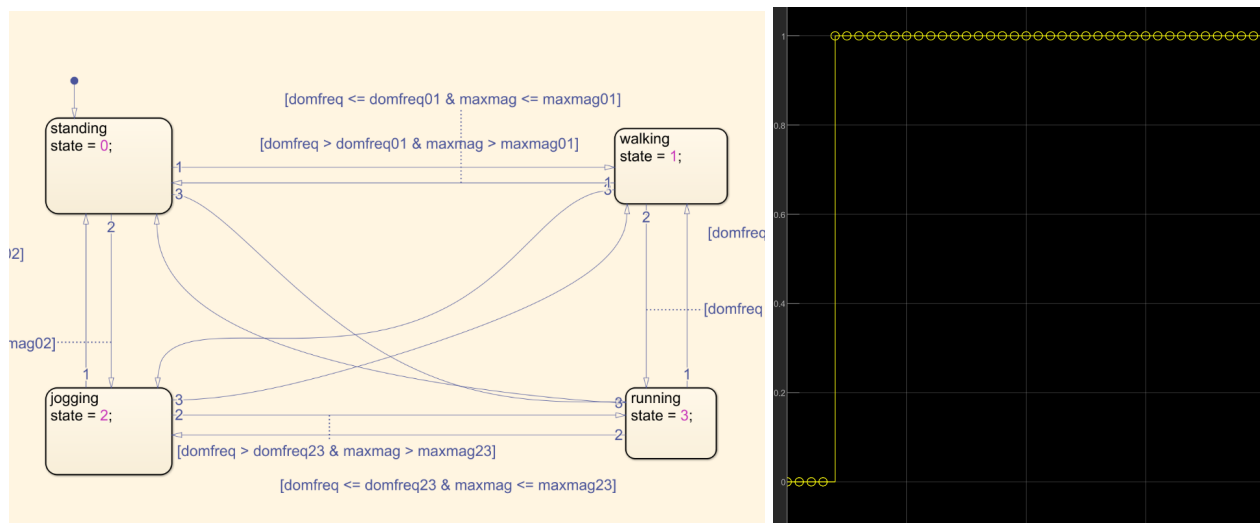 [domfreq <= domfreq01 & maxmag <= maxmag01]
standing
state = 0;
[domfreq > domfreq01 & maxmag > maxmag01]
walking
state = 1;
1
1
3
3
2
2
[domfreq
02]
[domfreq
mag02]
1
1
jogging
state = 2;
3
2
3
2
running
state = 3;
[domfreq > domfreq23 & maxmag > maxmag23]
[domfreq <= domfreq23 & maxmag <= maxmag23]
1
0.8
0.6
0.4
0.2
0